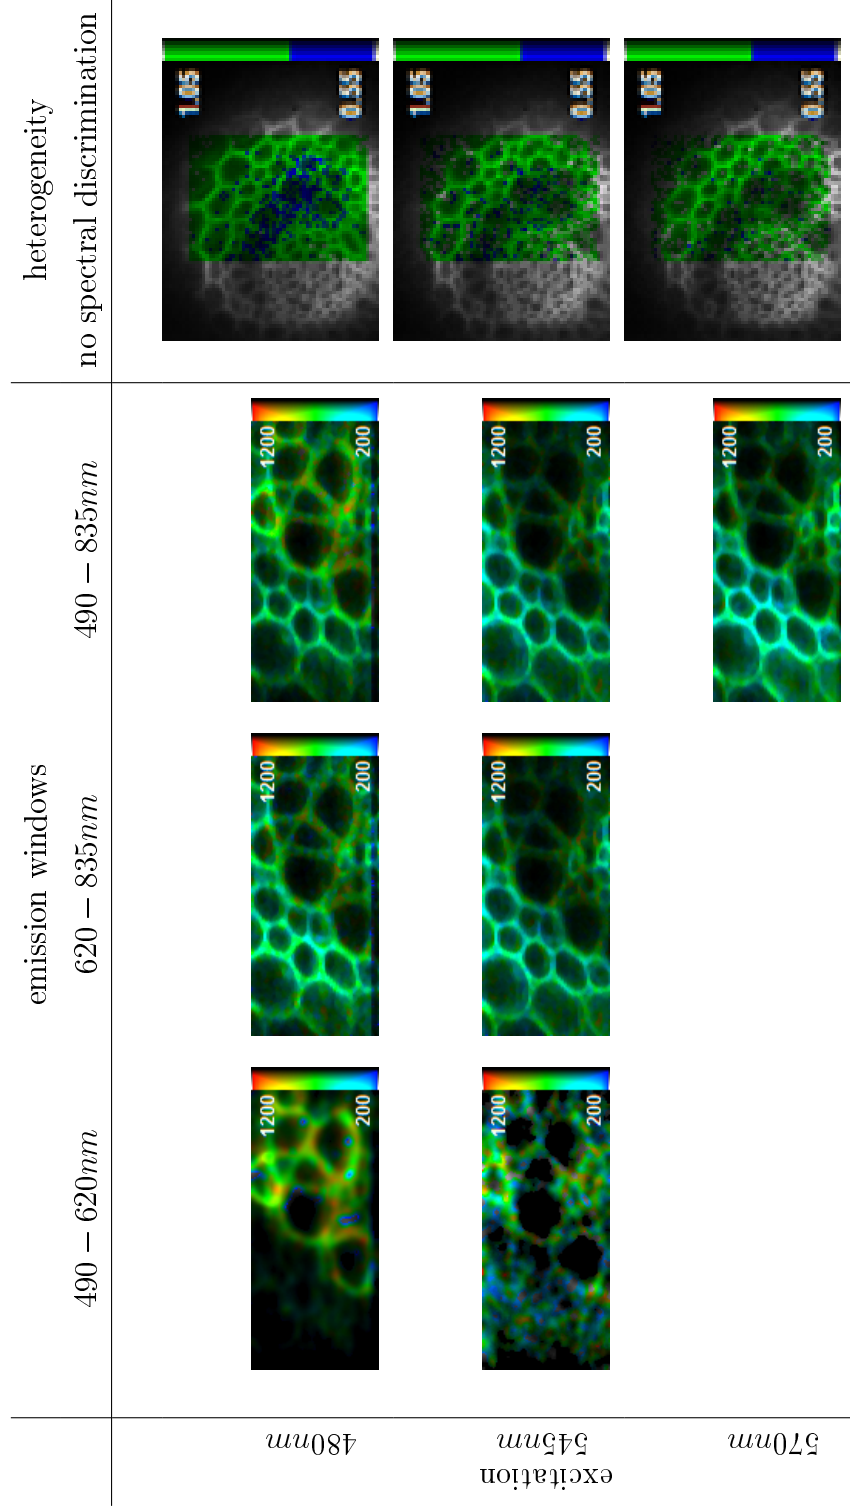 emission windows
heterogeneity
490 − 620nm
620 − 835nm
490 − 835nm
no spectral discrimination
excitation
480nm
1200
200
1200
200
1200
200
1.05
0.55
545nm
1200
200
1200
200
1200
200
1.05
0.55
570nm
1200
200
1.05
0.55